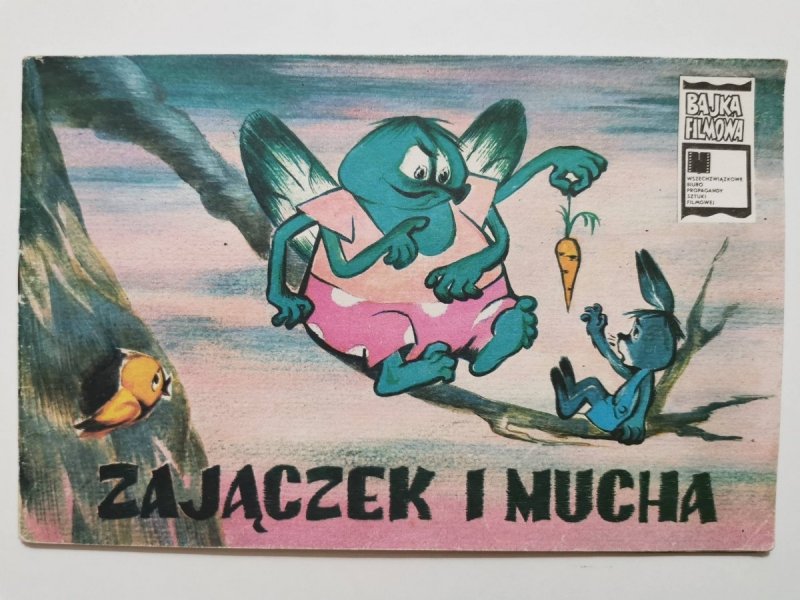 BAJKA
FILMOWA
WSZECHZWIĄZKOWE
BIURO
PROPAGANDY
SZTUKI
FILMOWEJ
ZAJĄCZEK I MUCHA